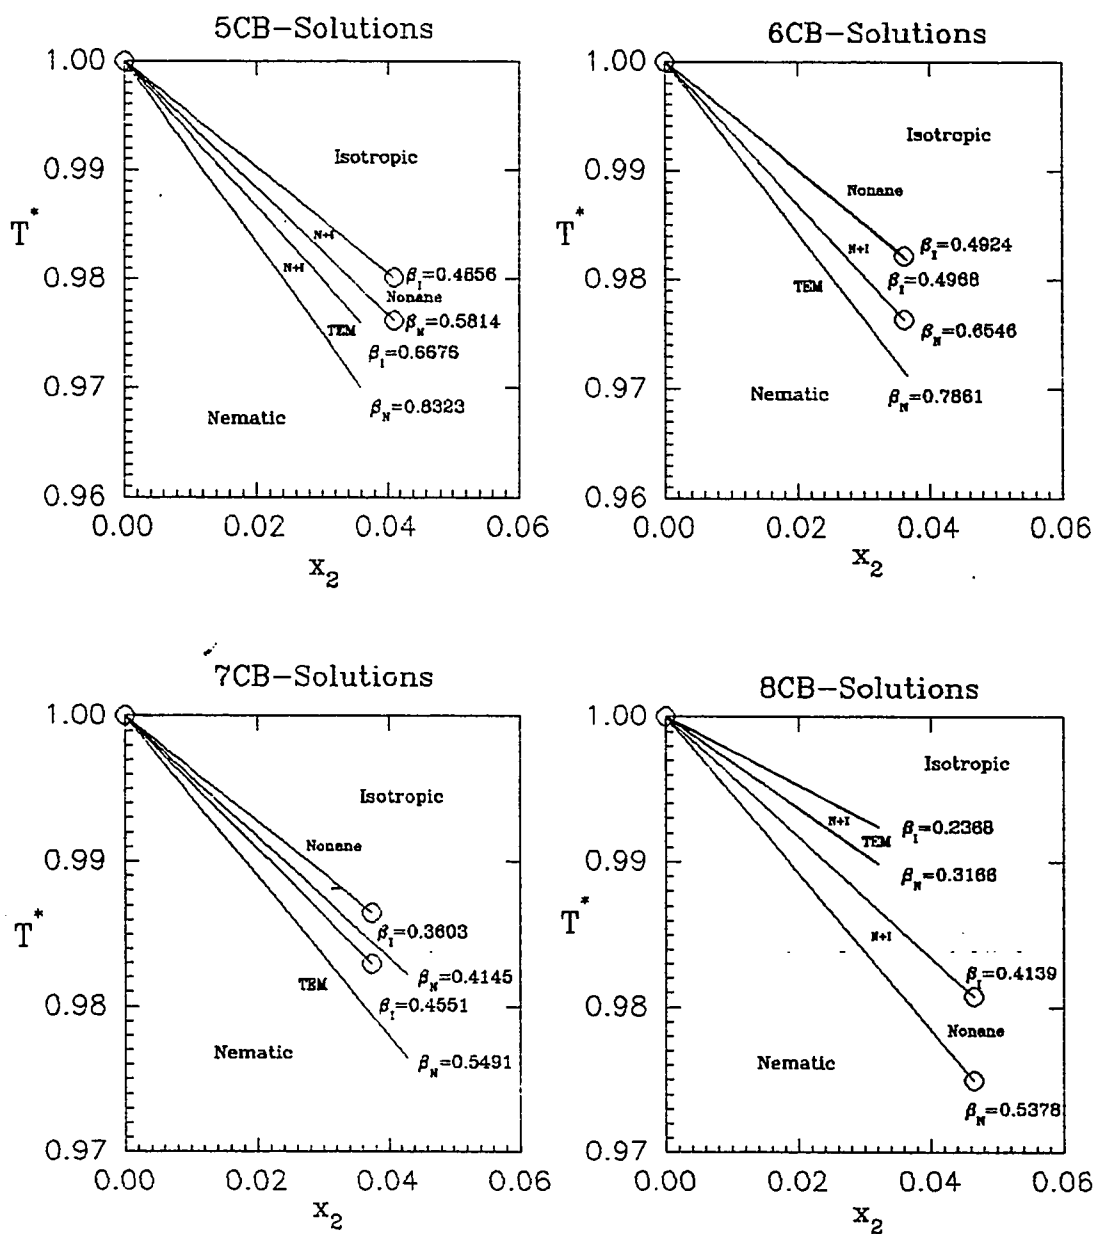 5CB-Solutions
1.00
0.99
0.98
0.97
0.96
T*
Isotropic
N+I
N+I
β_I=0.4856
Nonane
β_N=0.5814
TEM
β_I=0.6676
β_N=0.8323
Nematic
0.00 0.02 0.04 0.06
x_2
6CB-Solutions
1.00
0.99
0.98
0.97
0.96
T*
Isotropic
Nonane
N+I
β_I=0.4924
β_I=0.4968
TEM
β_N=0.6546
β_N=0.7861
Nematic
0.00 0.02 0.04 0.06
x_2
7CB-Solutions
1.00
0.99
0.98
0.97
T*
Isotropic
Nonane
β_I=0.3603
β_N=0.4145
TEM
β_I=0.4551
β_N=0.5491
Nematic
0.00 0.02 0.04 0.06
x_2
8CB-Solutions
1.00
0.99
0.98
0.97
T*
Isotropic
N+I
TEM
β_I=0.2368
β_N=0.3166
N+I
β_I=0.4139
Nonane
β_N=0.5378
Nematic
0.00 0.02 0.04 0.06
x_2